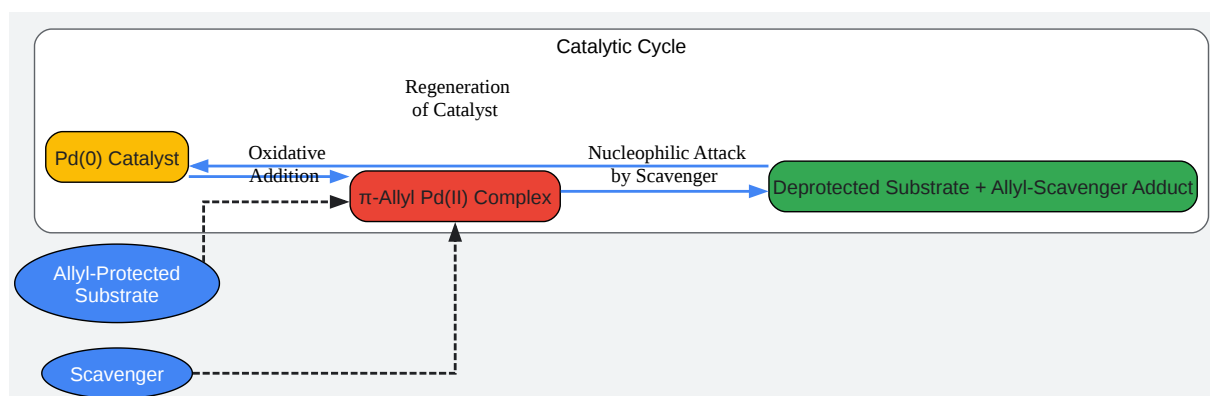 Catalytic Cycle
Regeneration
of Catalyst
Pd(0) Catalyst
Oxidative
Addition
Nucleophilic Attack
by Scavenger
π-Allyl Pd(II) Complex
Deprotected Substrate + Allyl-Scavenger Adduct
Allyl-Protected
Substrate
Scavenger